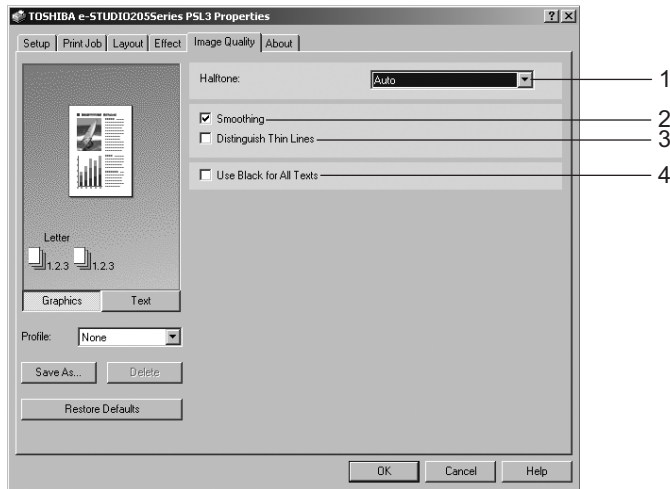 TOSHIBA e-STUDIO205Series PSL3 Properties
Setup Print Job Layout Effect Image Quality About
Halftone: Auto 1
Smoothing 2
Distinguish Thin Lines 3
Use Black for All Texts 4
Letter
1.2.3 1.2.3
Graphics Text
Profile: None
Save As... Delete
Restore Defaults
OK Cancel Help